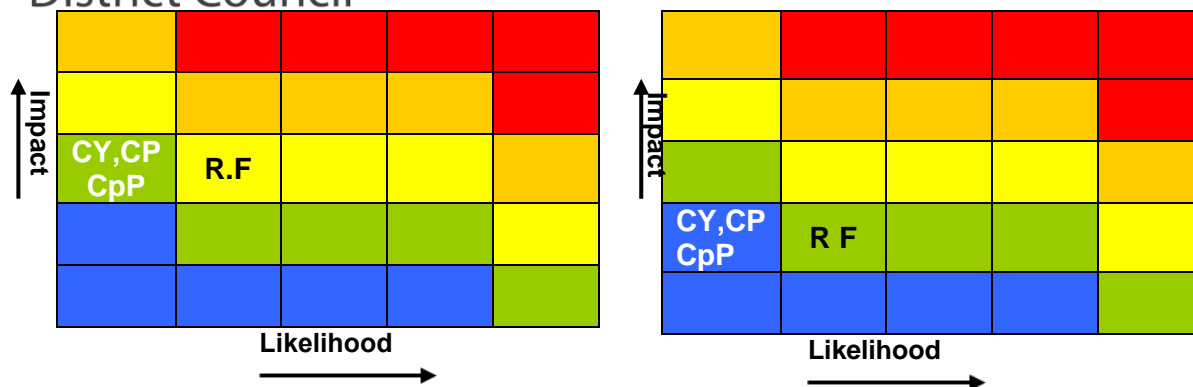 District Council
Impact
CY,CP
CpP
R.F
Likelihood
Impact
CY,CP
CpP
R F
Likelihood